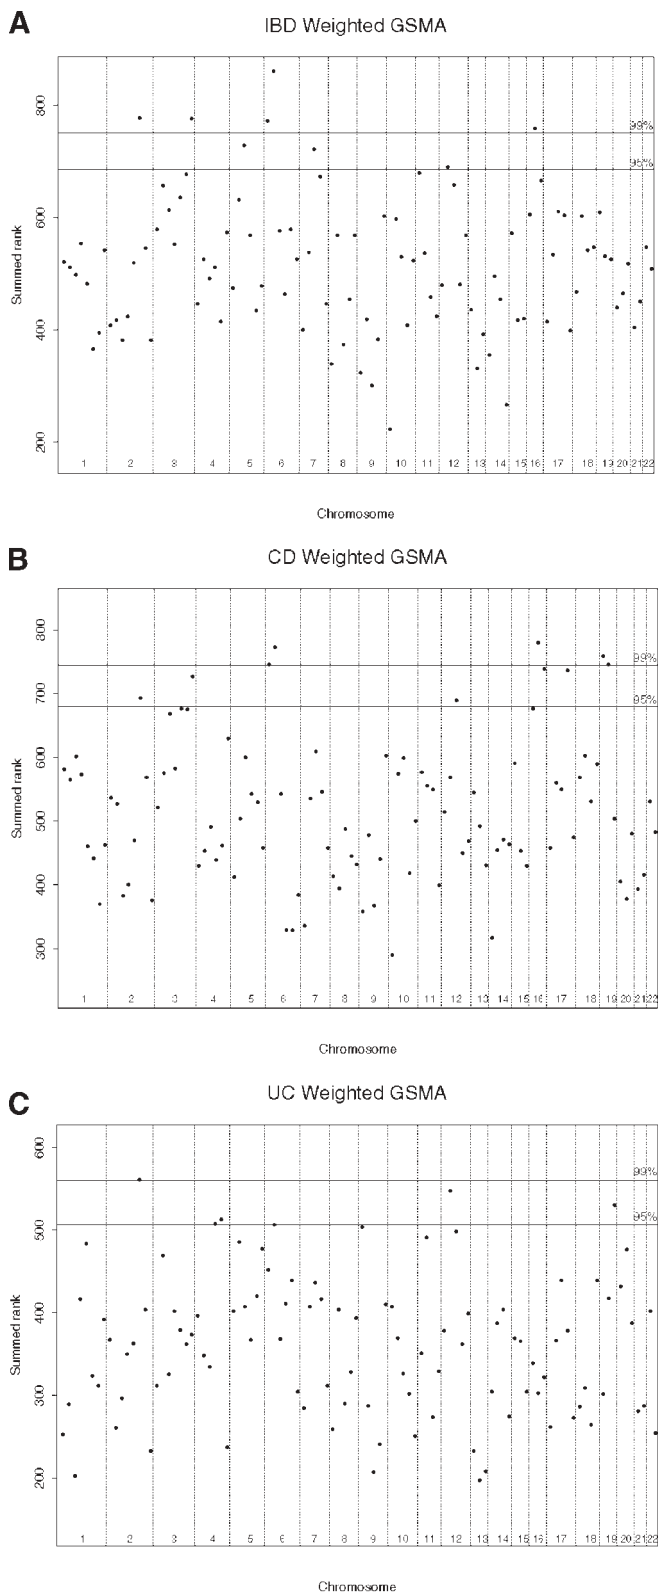 A
IBD Weighted GSMA
800
99%
95%
600
Summed rank
400
200
1 2 3 4 5 6 7 8 9 10 11 12 13 14 15 16 17 18 19 20 21 22
Chromosome
B
CD Weighted GSMA
800
99%
700
95%
600
Summed rank
500
400
300
1 2 3 4 5 6 7 8 9 10 11 12 13 14 15 16 17 18 19 20 21 22
Chromosome
C
UC Weighted GSMA
600
99%
95%
500
400
Summed rank
300
200
1 2 3 4 5 6 7 8 9 10 11 12 13 14 15 16 17 18 19 20 21 22
Chromosome